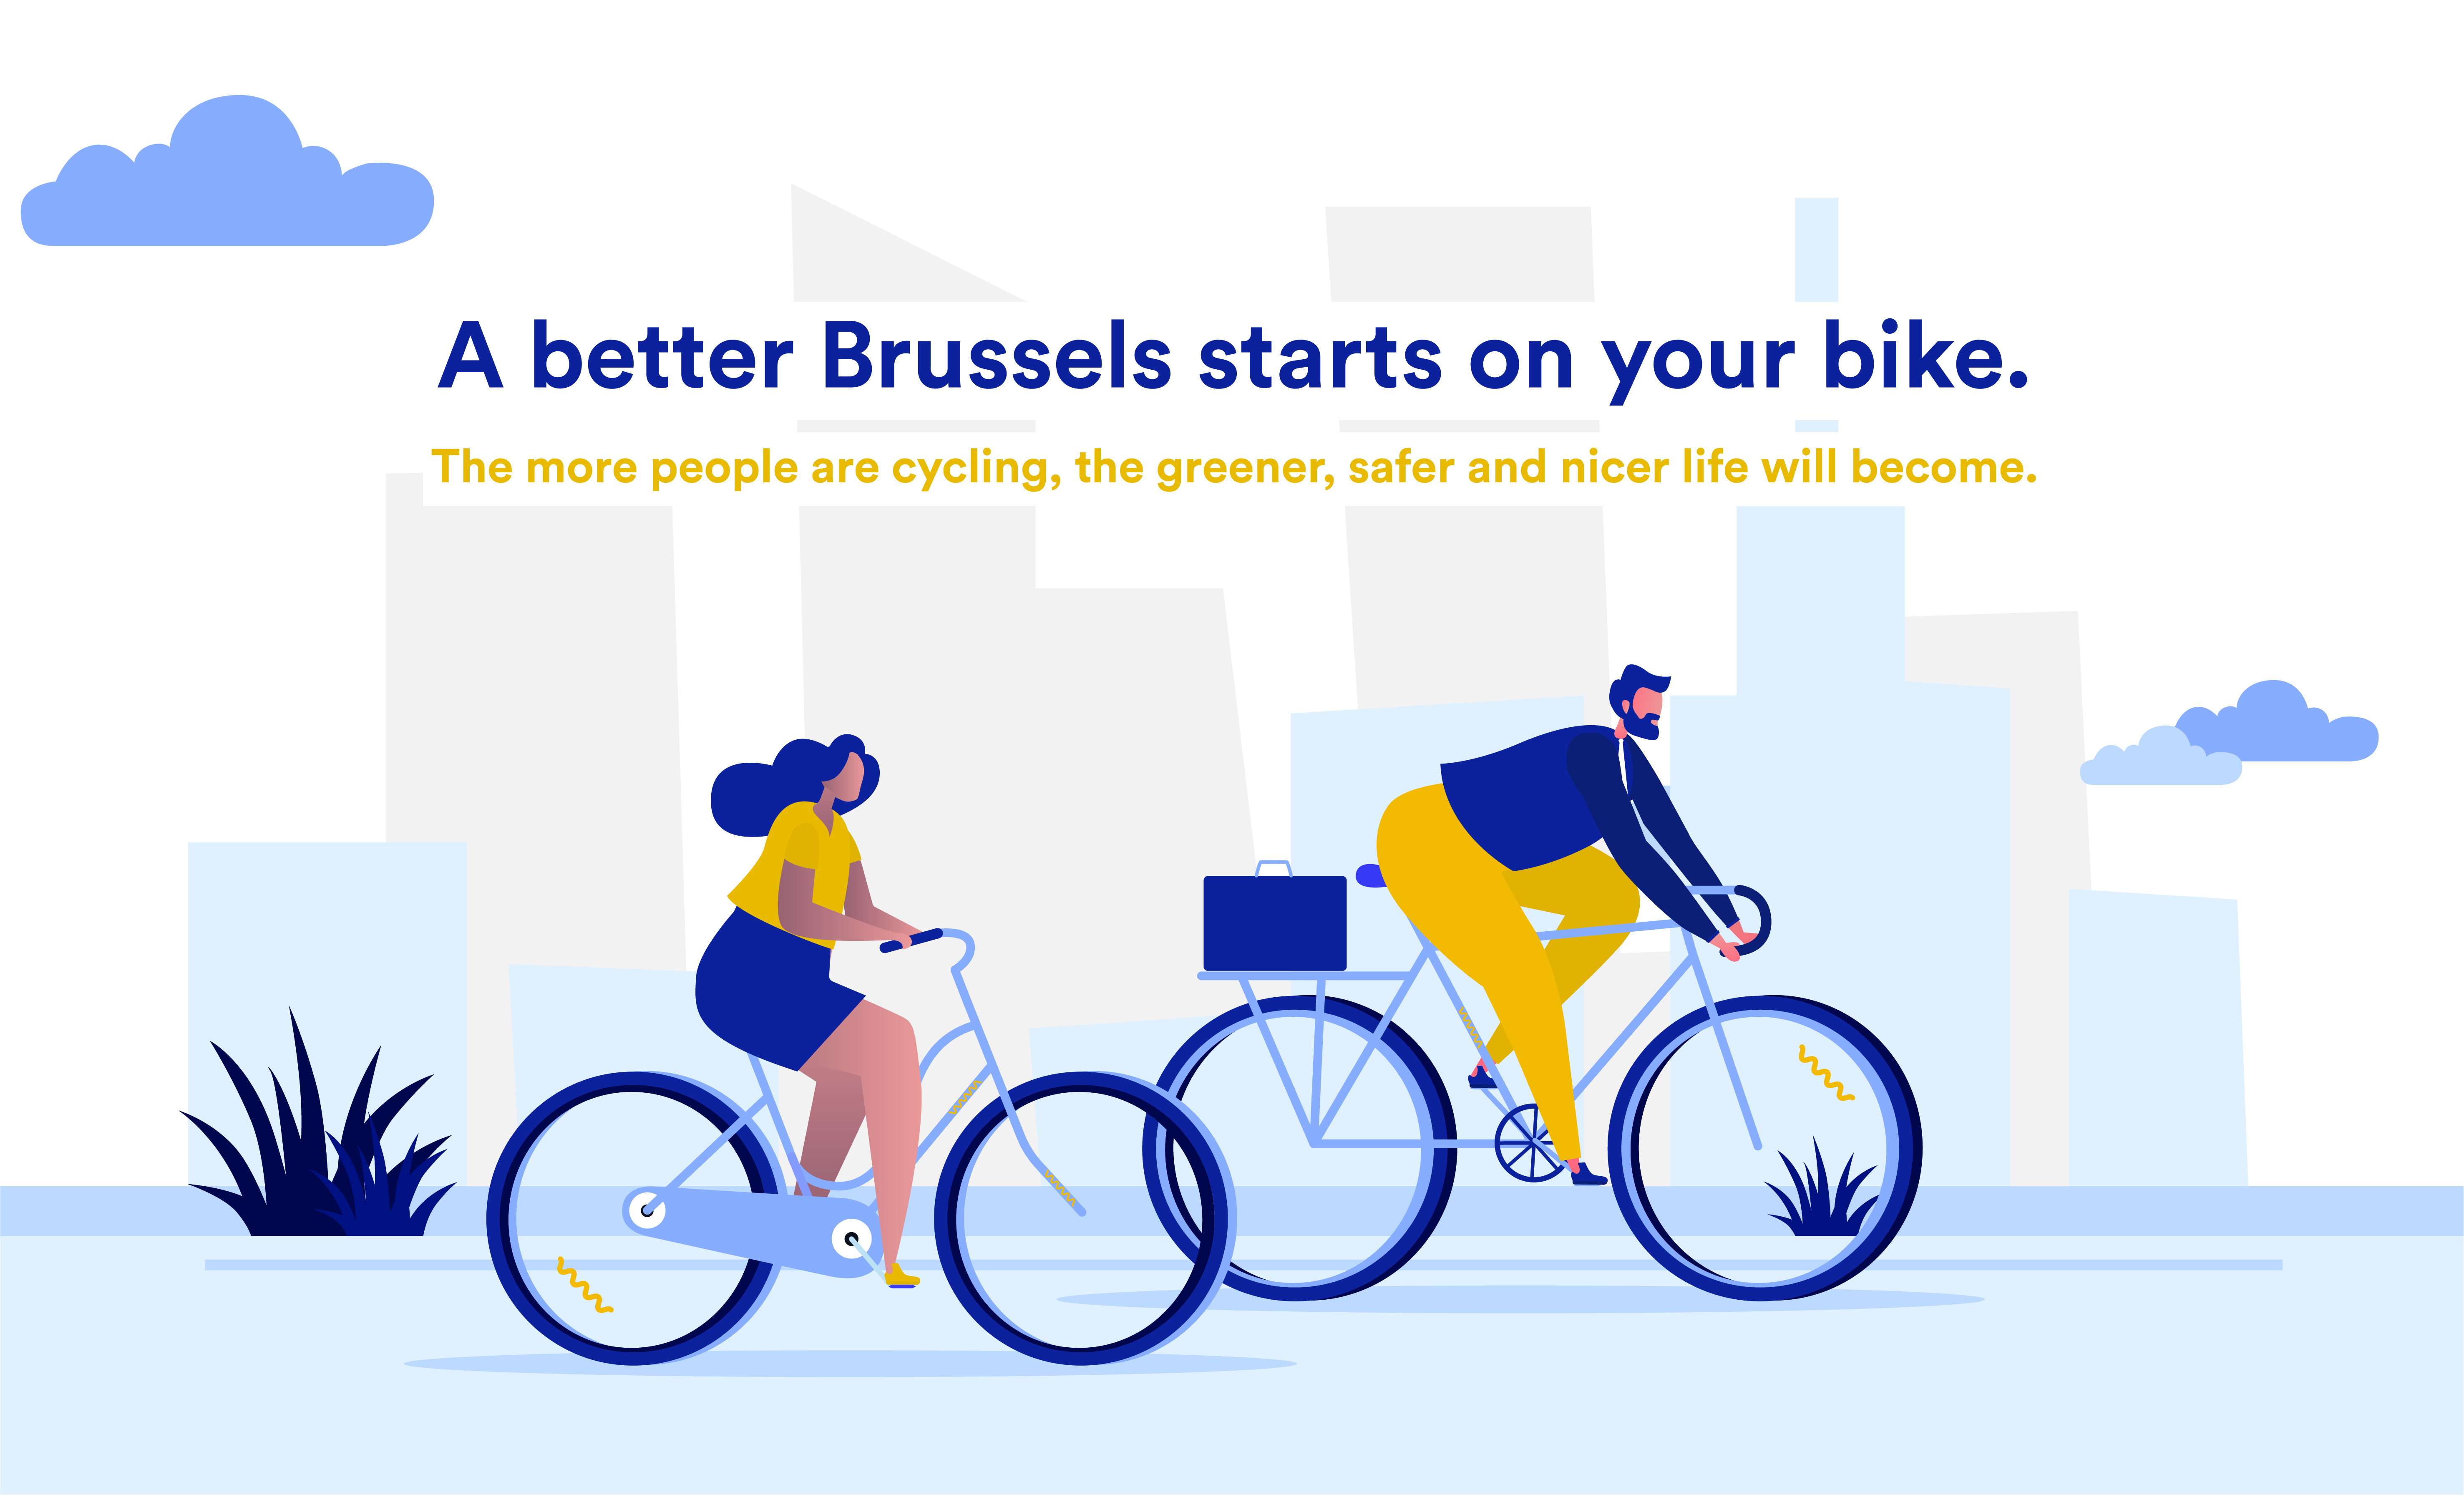 A better Brussels starts on your bike.
The more people are cycling, the greener, safer and nicer life will become.